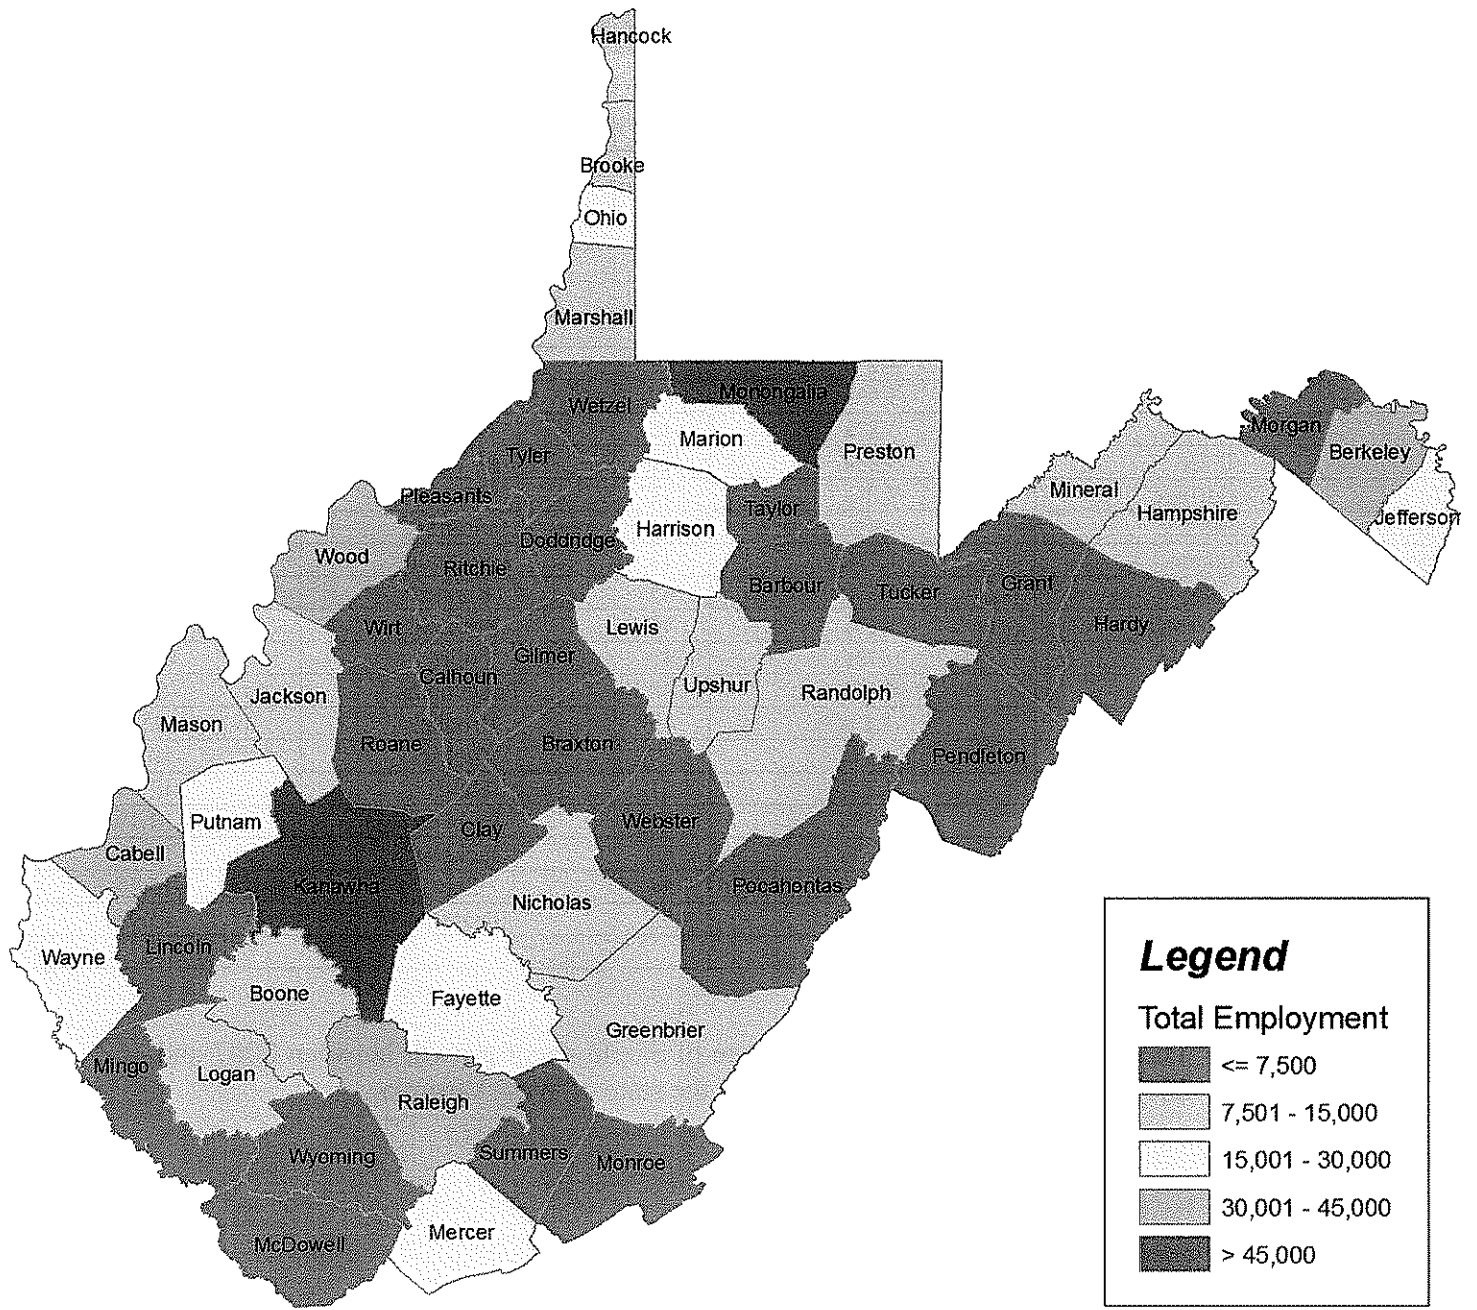 Hancock
Brooke
Ohio
Marshall
Monongalia
Wetzel
Marion
Preston
Morgan
Berkeley
Tyler
Mineral
Pleasants
Taylor
Hampshire
Jefferson
Harrison
Doddridge
Wood
Ritchie
Barbour
Tucker
Grant
Hardy
Wirt
Lewis
Gilmer
Calhoun
Upshur
Randolph
Jackson
Mason
Roane
Braxton
Pendleton
Putnam
Clay
Webster
Cabell
Kanawha
Pocahontas
Nicholas
Lincoln
Wayne
Boone
Fayette
Greenbrier
Mingo
Logan
Raleigh
Wyoming
Summers
Monroe
McDowell
Mercer
Legend
Total Employment
<= 7,500
7,501 - 15,000
15,001 - 30,000
30,001 - 45,000
> 45,000